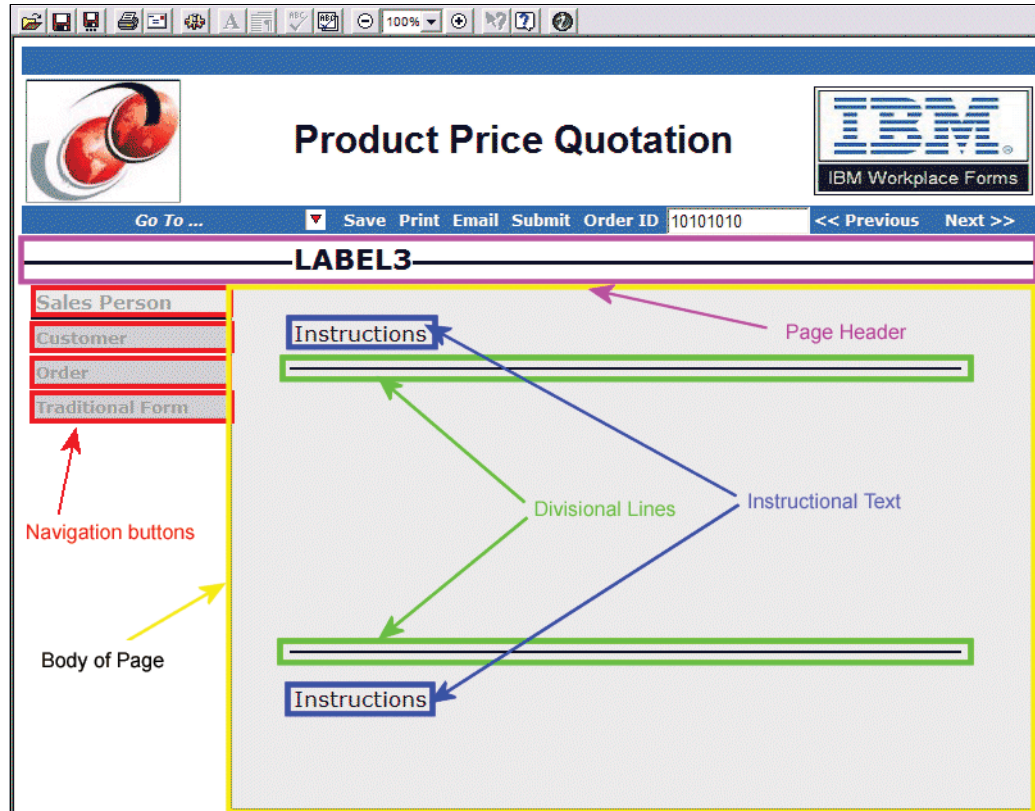 ABC
100%
Product Price Quotation
IBM
IBM Workplace Forms
Go To ... Save Print Email Submit Order ID 10101010 << Previous Next >>
LABEL3
Sales Person
Customer
Order
Traditional Form
Instructions
Page Header
Navigation buttons
Divisional Lines
Instructional Text
Body of Page
Instructions